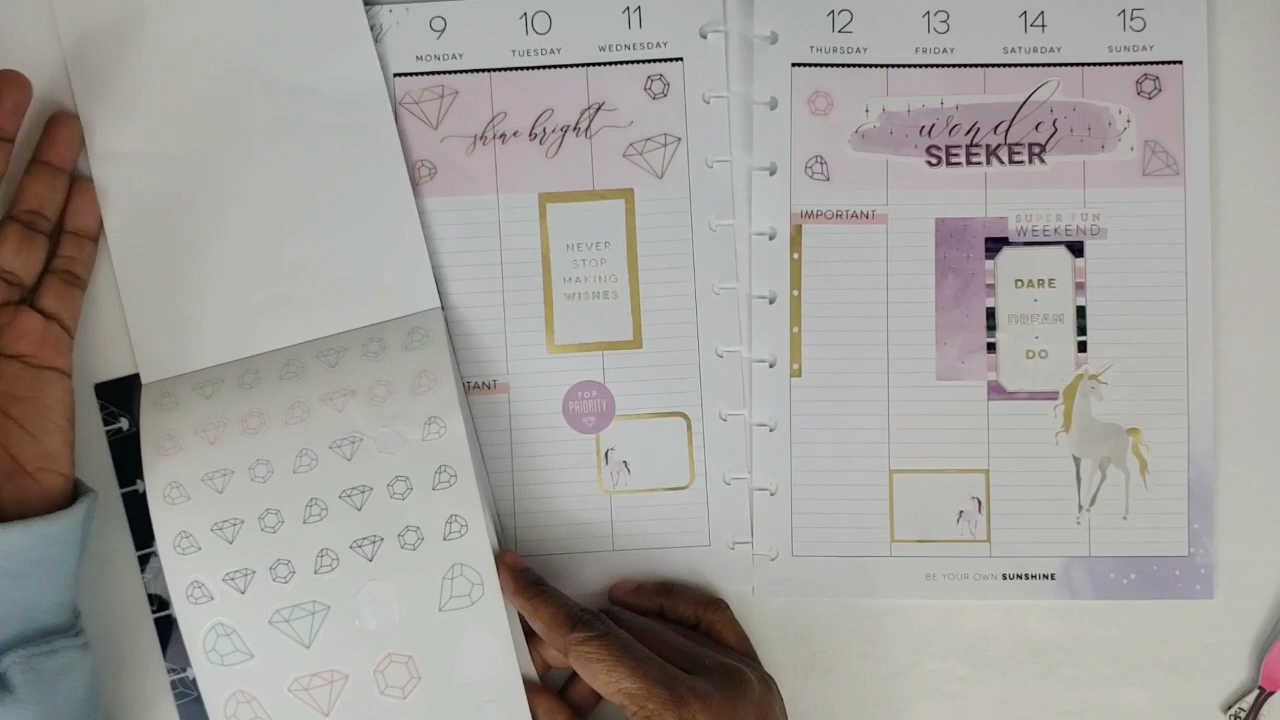 9
MONDAY
10
TUESDAY
11
WEDNESDAY
12
THURSDAY
13
FRIDAY
14
SATURDAY
15
SUNDAY
shine bright
wonder
SEEKER
NEVER
STOP
MAKING
WISHES
TANT
TOP
PRIORITY
IMPORTANT
SUPER FUN
WEEKEND
DARE
DREAM
DO
BE YOUR OWN SUNSHINE